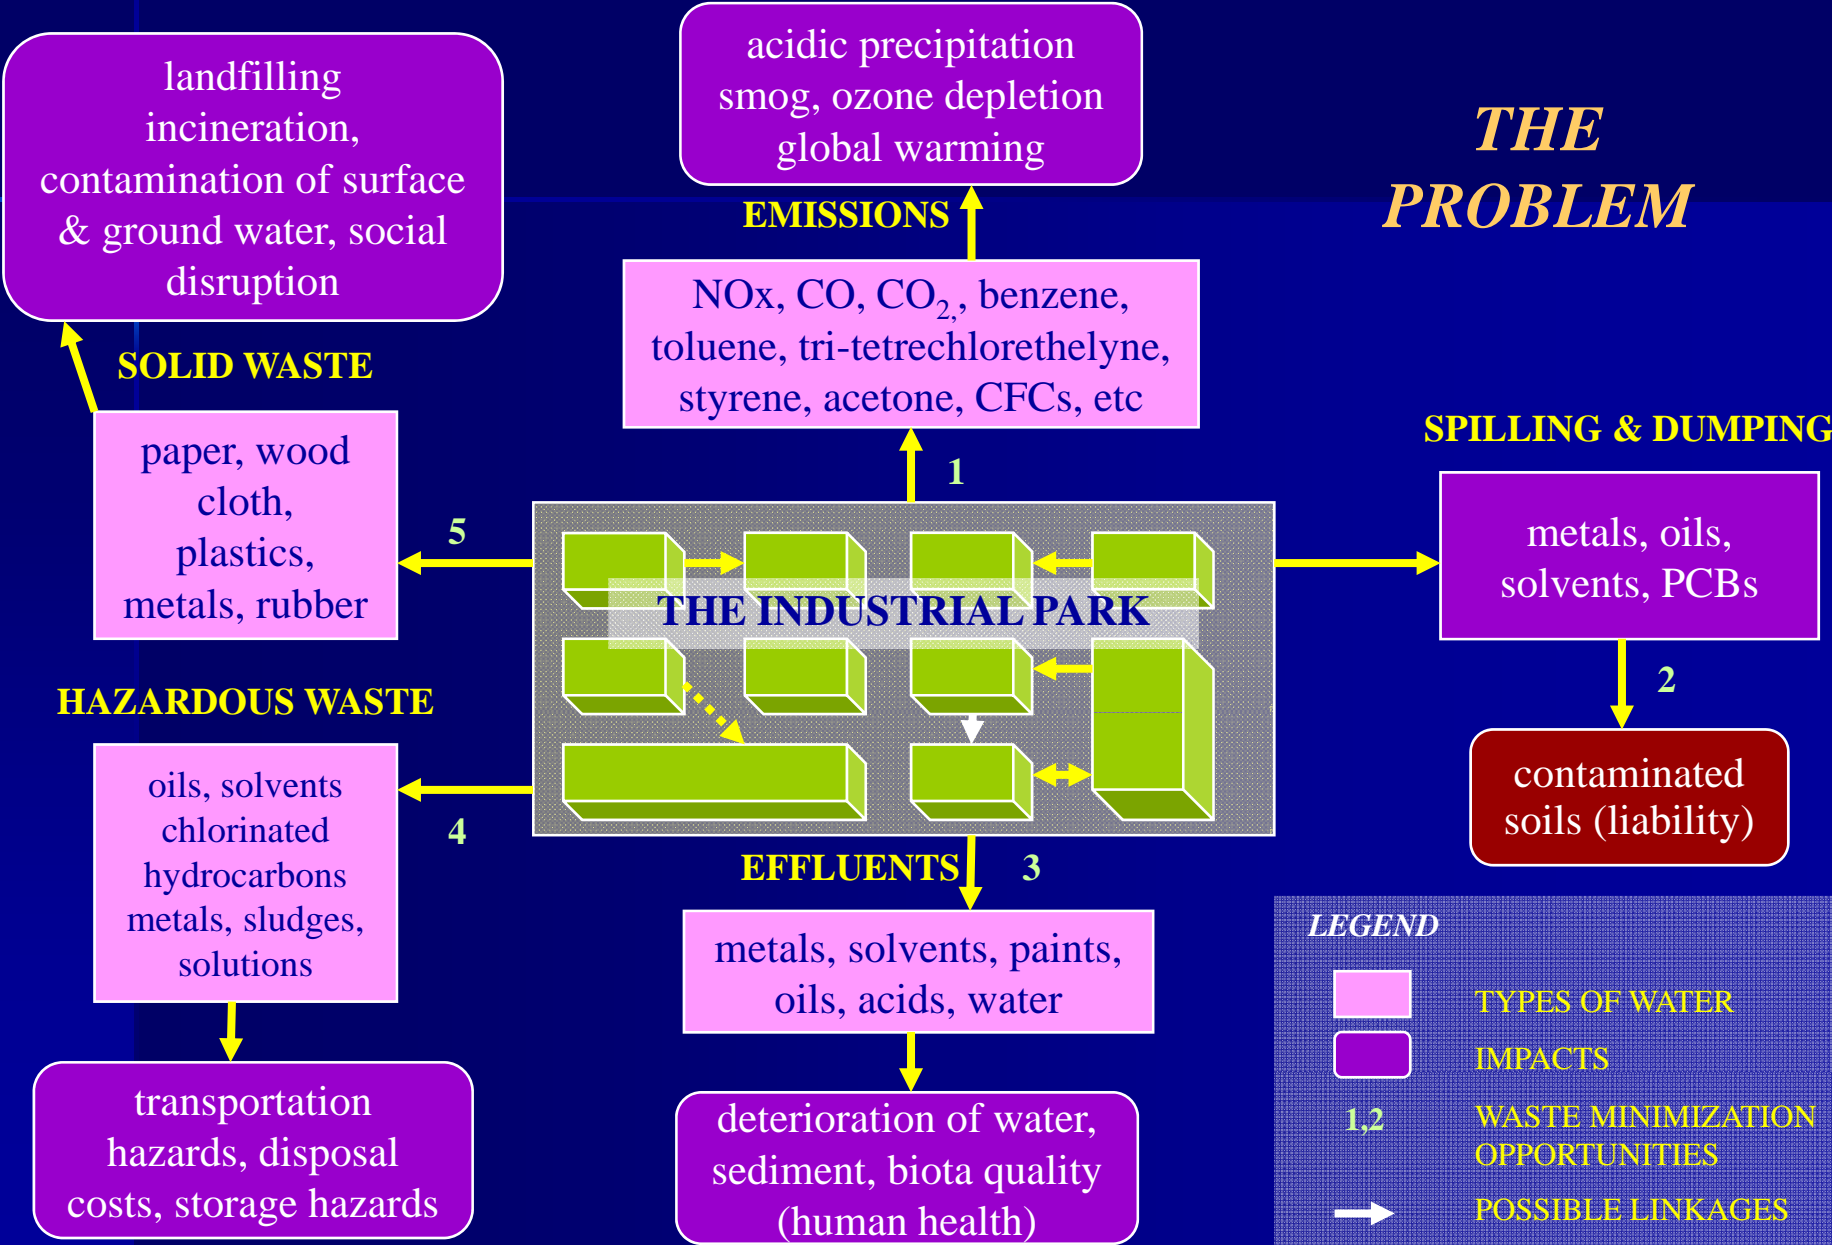 THE
PROBLEM
acidic precipitation
smog, ozone depletion
global warming
landfilling
incineration,
contamination of surface
& ground water, social
disruption
EMISSIONS
NOx, CO, CO2,, benzene,
toluene, tri-tetrechlorethelyne,
styrene, acetone, CFCs, etc
1
SOLID WASTE
paper, wood
cloth,
plastics,
metals, rubber
5
THE INDUSTRIAL PARK
SPILLING & DUMPING
metals, oils,
solvents, PCBs
2
contaminated
soils (liability)
HAZARDOUS WASTE
oils, solvents
chlorinated
hydrocarbons
metals, sludges,
solutions
4
transportation
hazards, disposal
costs, storage hazards
EFFLUENTS
3
metals, solvents, paints,
oils, acids, water
deterioration of water,
sediment, biota quality
(human health)
LEGEND
TYPES OF WATER
IMPACTS
1,2 WASTE MINIMIZATION
OPPORTUNITIES
POSSIBLE LINKAGES